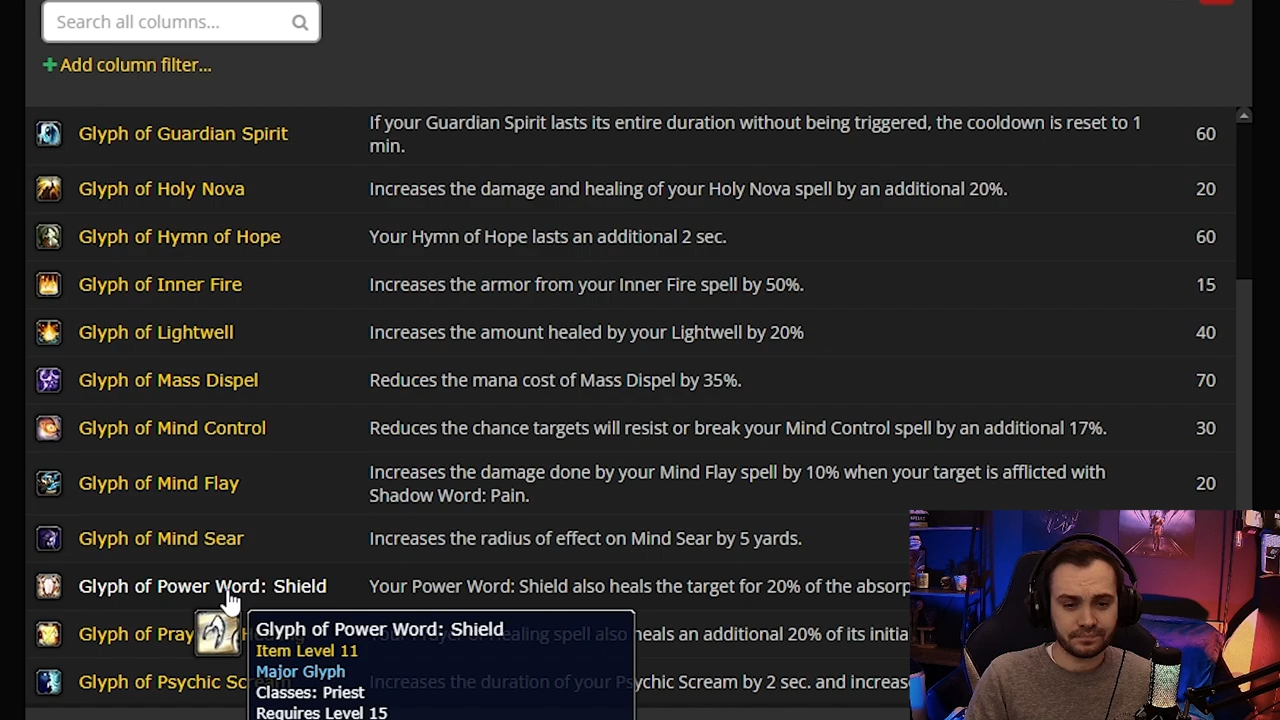 Search all columns...
Add column filter...
Glyph of Guardian Spirit
If your Guardian Spirit lasts its entire duration without being triggered, the cooldown is reset to 1
min.
60
Glyph of Holy Nova
Increases the damage and healing of your Holy Nova spell by an additional 20%.
20
Glyph of Hymn of Hope
Your Hymn of Hope lasts an additional 2 sec.
60
Glyph of Inner Fire
Increases the armor from your Inner Fire spell by 50%.
15
Glyph of Lightwell
Increases the amount healed by your Lightwell by 20%
40
Glyph of Mass Dispel
Reduces the mana cost of Mass Dispel by 35%.
70
Glyph of Mind Control
Reduces the chance targets will resist or break your Mind Control spell by an additional 17%.
30
Glyph of Mind Flay
Increases the damage done by your Mind Flay spell by 10% when your target is afflicted with
Shadow Word: Pain.
20
Glyph of Mind Sear
Increases the radius of effect on Mind Sear by 5 yards.
Glyph of Power Word: Shield
Your Power Word: Shield also heals the target for 20% of the absorp
Glyph of Pray
Your Prayer of Healing spell also heals an additional 20% of its initia
Glyph of Psychic Scream
Increases the duration of your Psychic Scream by 2 sec. and increase
Glyph of Power Word: Shield
Item Level 11
Major Glyph
Classes: Priest
Requires Level 15